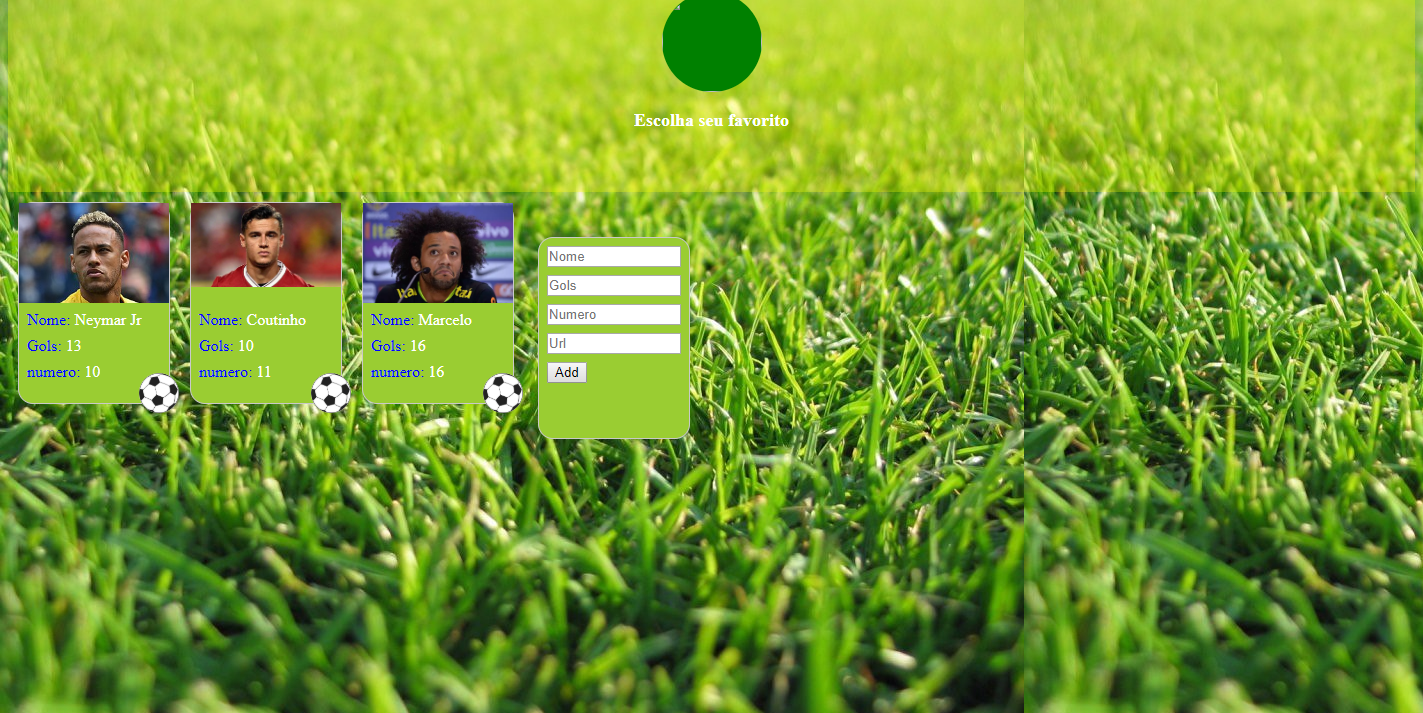 Escolha seu favorito
Nome: Neymar Jr
Gols: 13
numero: 10
Nome: Coutinho
Gols: 10
numero: 11
Nome: Marcelo
Gols: 16
numero: 16
Nome
Gols
Numero
Url
Add